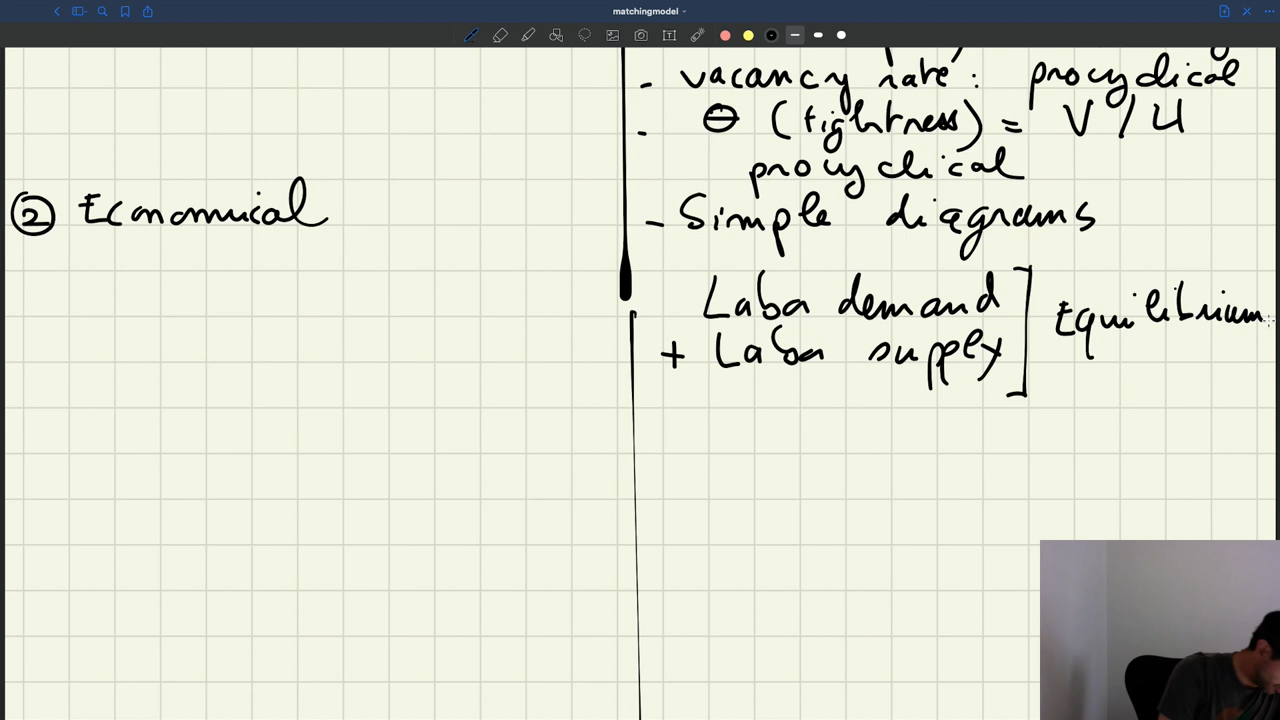 matchingmodel
- vacancy rate: procyclical
- θ (tightness) = V / U
procyclical
② Economical
- Simple diagrams
Labor demand
+ Labor supply
Equilibrium